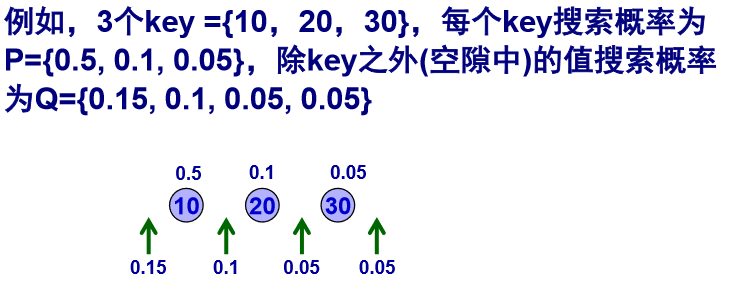 例如，3个key ={10，20，30}，每个key搜索概率为
P={0.5, 0.1, 0.05}，除key之外(空隙中)的值搜索概率
为Q={0.15, 0.1, 0.05, 0.05}
0.5 0.1 0.05
10 20 30
0.15 0.1 0.05 0.05